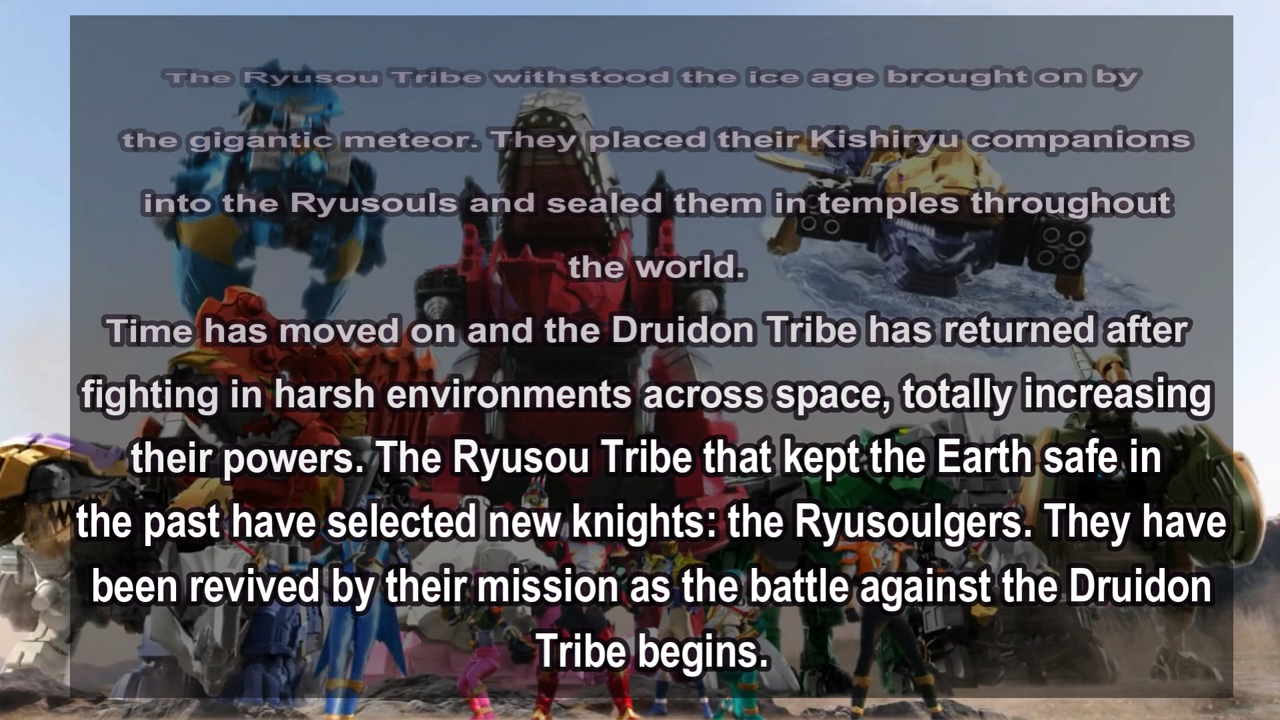 The Ryusou Tribe withstood the ice age brought on by
the gigantic meteor. They placed their Kishiryu companions
into the Ryusouls and sealed them in temples throughout
the world.
Time has moved on and the Druidon Tribe has returned after
fighting in harsh environments across space, totally increasing
their powers. The Ryusou Tribe that kept the Earth safe in
the past have selected new knights: the Ryusoulgers. They have
been revived by their mission as the battle against the Druidon
Tribe begins.